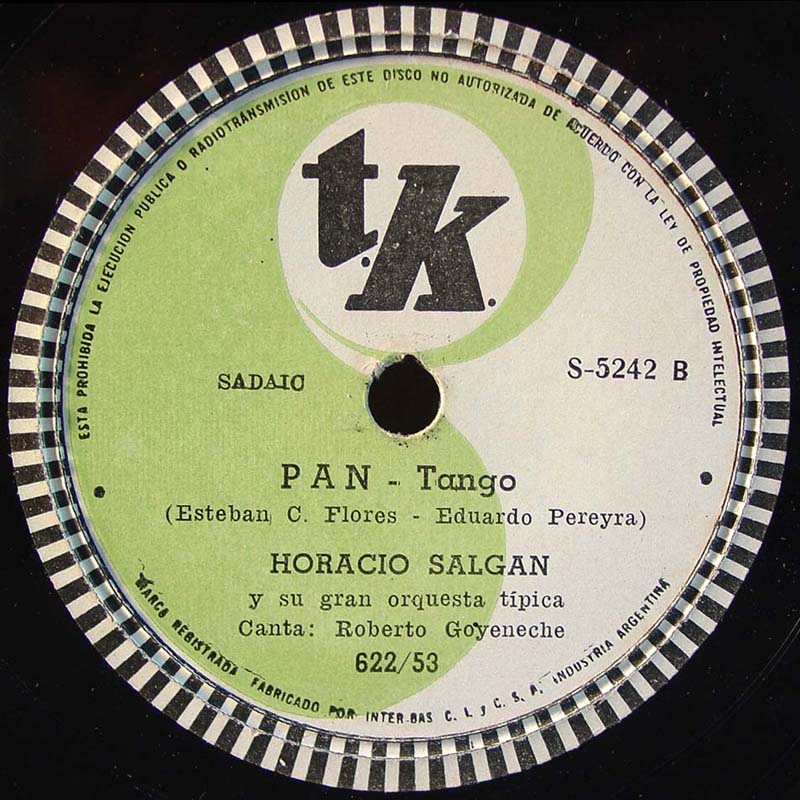 ESTA PROHIBIDA LA EJECUCION PUBLICA O RADIOTRANSMISION DE ESTE DISCO NO AUTORIZADA DE ACUERDO CON LA LEY DE PROPIEDAD INTELECTUAL
t.k.
SADAIC
S-5242 B
PAN - Tango
(Esteban C. Flores - Eduardo Pereyra)
HORACIO SALGAN
y su gran orquesta típica
Canta: Roberto Goyeneche
622/53
MARCA REGISTRADA FABRICADO POR INTER-BAS C. I. y C. S. A. INDUSTRIA ARGENTINA